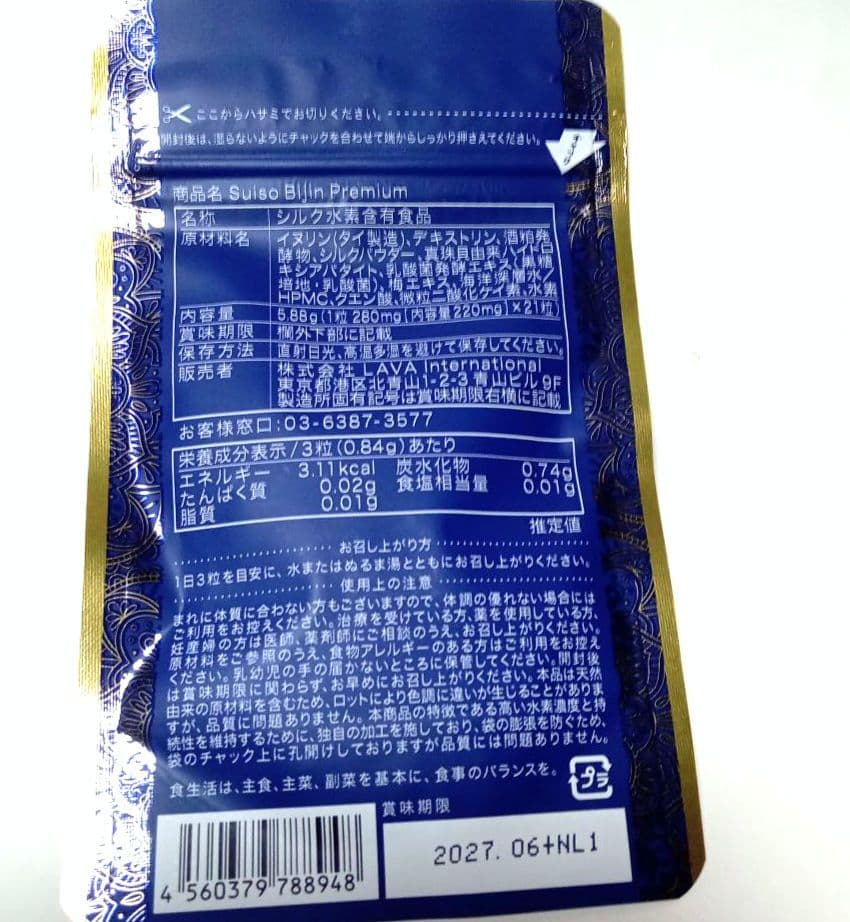 ここからハサミでお切りください。
開封後は、湿らないようにチャックを合わせて端からしっかり押さえてください。
商品名 Suiso Bijin Premium
名称 シルク水素含有食品
原材料名 イヌリン(タイ製造)、デキストリン、酒粕発
酵物、シルクパウダー、真珠貝由来ハイドロ
キシアパタイト、乳酸菌発酵エキス(黒糖
培地・乳酸菌)、梅エキス、海洋深層水/
HPMC、クエン酸、微粒二酸化ケイ素、水素
内容量 5.88g(1粒 280mg(内容量220mg)×21粒)
賞味期限 欄外下部に記載
保存方法 直射日光、高温多湿を避けて保存してください。
販売者 株式会社 LAVA International
東京都港区北青山1-2-3 青山ビル 9F
製造所固有記号は賞味期限右横に記載
お客様窓口:03-6387-3577
栄養成分表示/3粒(0.84g)あたり
エネルギー 3.11kcal 炭水化物 0.74g
たんぱく質 0.02g 食塩相当量 0.01g
脂質 0.01g
推定値
お召し上がり方
1日3粒を目安に、水またはぬるま湯とともにお召し上がりください。
使用上の注意
まれに体質に合わない方もございますので、体調の優れない場合には
ご利用をお控えください。治療を受けている方、薬を使用している方、
妊産婦の方は医師、薬剤師にご相談のうえ、お召し上がりください。
原材料をご参照のうえ、食物アレルギーのある方はご利用をお控え
ください。乳幼児の手の届かないところに保管してください。開封後
は賞味期限に関わらず、お早めにお召し上がりください。本品は天然
由来の原材料を含むため、ロットにより色調に違いが生じることがありま
すが、品質に問題ありません。本商品の特徴である高い水素濃度と持
続性を維持するために、独自の加工を施しており、袋の膨張を防ぐため、
袋のチャック上に孔開けしておりますが品質には問題ありません。
食生活は、主食、主菜、副菜を基本に、食事のバランスを。
プラ
賞味期限
2027. 06+NL1
4 560379 788948